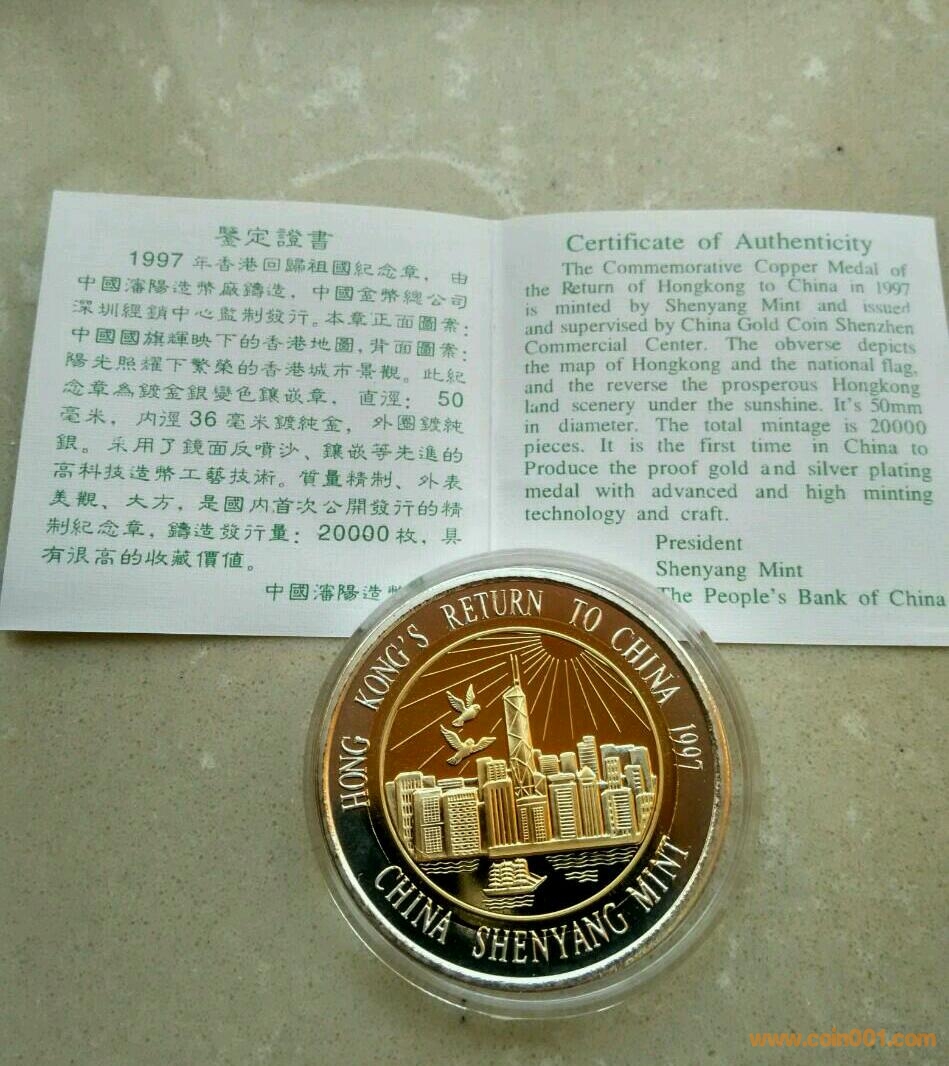 鑒定證書
1997年香港回歸祖國紀念章，由
中國瀋陽造幣廠鑄造，中國金幣總公司
深圳經銷中心監制發行。本章正面圖案：
中國國旗輝映下的香港地圖，背面圖案：
陽光照耀下繁榮的香港城市景觀。此紀
念章為鍍金銀變色鑲嵌章，直徑：50
毫米，内徑36毫米鍍純金，外圈鍍純
銀。采用了鏡面反噴沙、鑲嵌等先進的
高科技造幣工藝技術。質量精制、外表
美觀、大方，是國内首次公開發行的精
制紀念章，鑄造發行量：20000枚，具
有很高的收藏價值。
中國瀋陽造
Certificate of Authenticity
The Commemorative Copper Medal of
the Return of Hongkong to China in 1997
is minted by Shenyang Mint and issued
and supervised by China Gold Coin Shenzhen
Commercial Center. The obverse depicts
the map of Hongkong and the national flag,
and the reverse the prosperous Hongkong
land scenery under the sunshine. It's 50mm
in diameter. The total mintage is 20000
pieces. It is the first time in China to
Produce the proof gold and silver plating
medal with advanced and high minting
technology and craft.
President
Shenyang Mint
The People's Bank of China
HONG KONG'S RETURN TO CHINA 1997
CHINA SHENYANG MINT
www.coin001.com